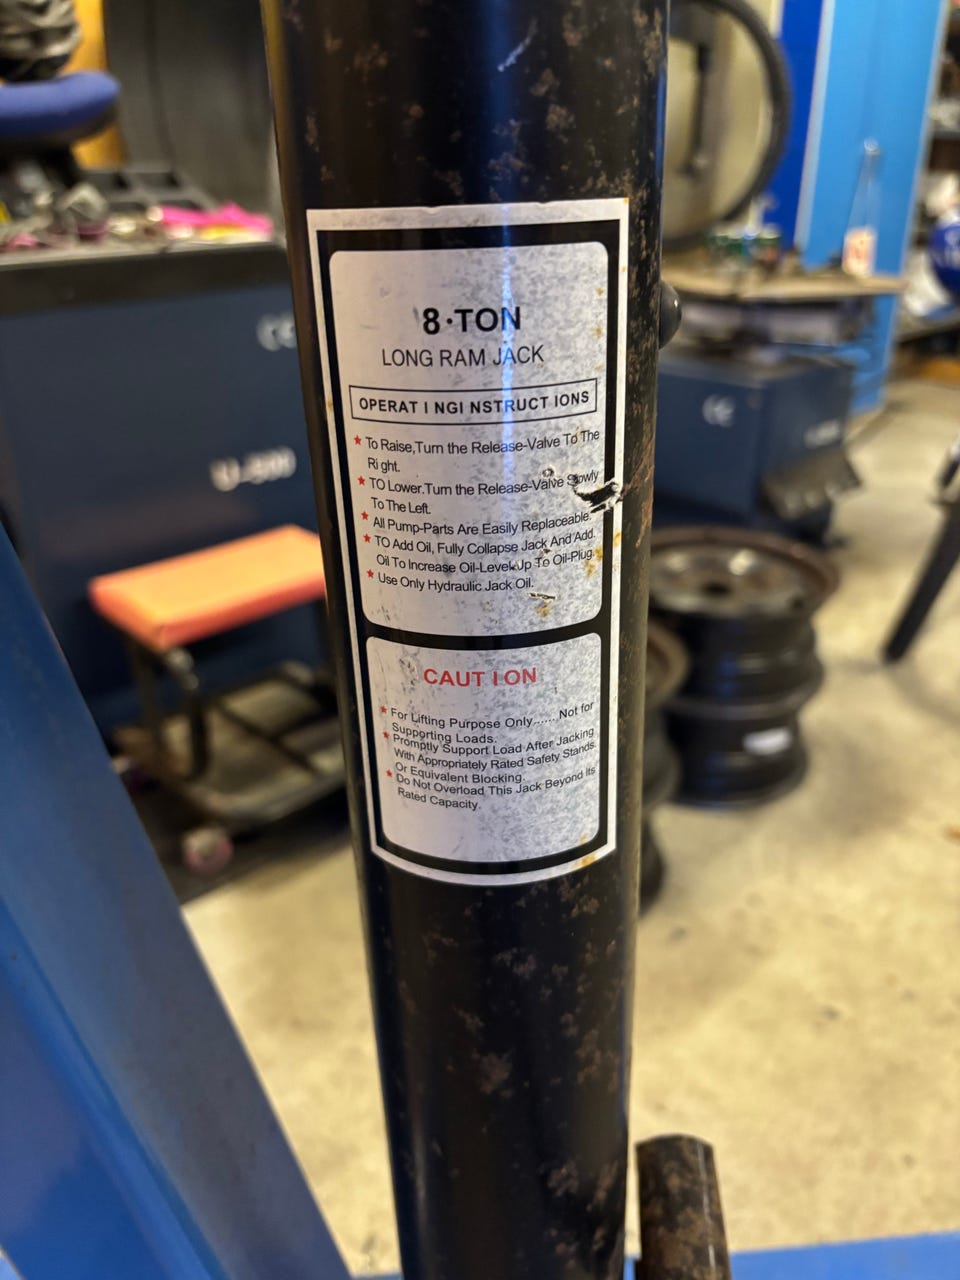 8·TON
LONG RAM JACK
OPERAT I NGI NSTRUCT IONS
★ To Raise,Turn the Release-Valve To The
Ri ght.
★ TO Lower.Turn the Release-Valve Slowly
To The Left.
★ All Pump-Parts Are Easily Replaceable.
★ TO Add Oil, Fully Collapse Jack And Add.
Oil To Increase Oil-Level Up To Oil-Plug.
★ Use Only Hydraulic Jack Oil.
CAUT I ON
★ For Lifting Purpose Only...... Not for
Supporting Loads.
★ Promptly Support Load After Jacking
With Appropriately Rated Safety Stands.
Or Equivalent Blocking.
★ Do Not Overload This Jack Beyond Its
Rated Capacity.
CE
CE